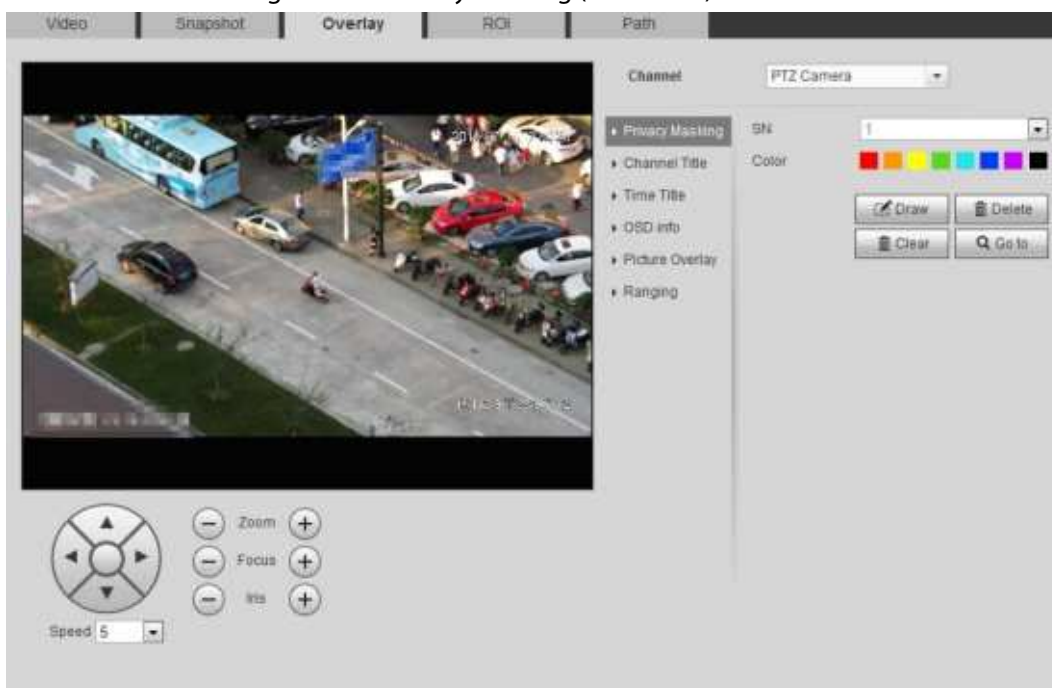 Video Snapshot Overlay ROI Path
Channel PTZ Camera
Privacy Masking
Channel Title
Time Title
OSD info
Picture Overlay
Ranging
SN 1
Color
Draw Delete
Clear Go to
Zoom
Focus
Iris
Speed 5